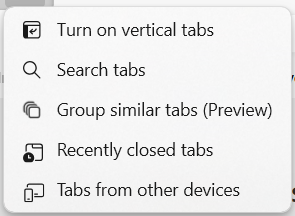 Turn on vertical tabs
Search tabs
Group similar tabs (Preview)
Recently closed tabs
Tabs from other devices